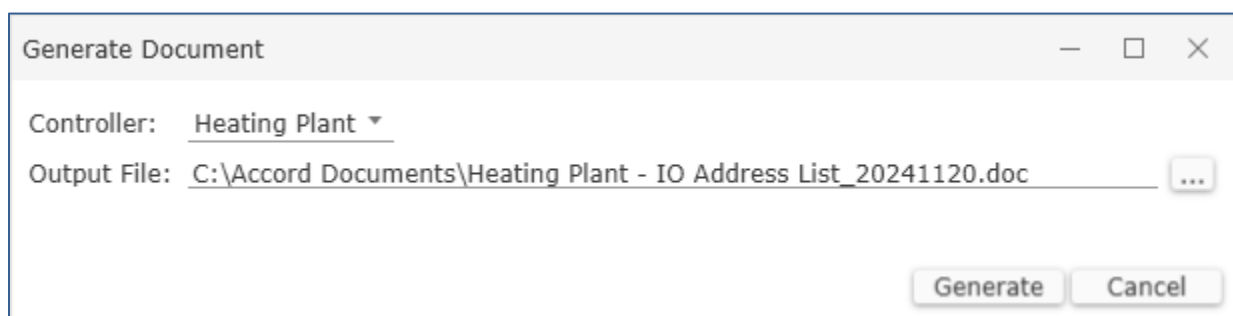 Generate Document
Controller: Heating Plant
Output File: C:\Accord Documents\Heating Plant - IO Address List_20241120.doc ...
Generate Cancel